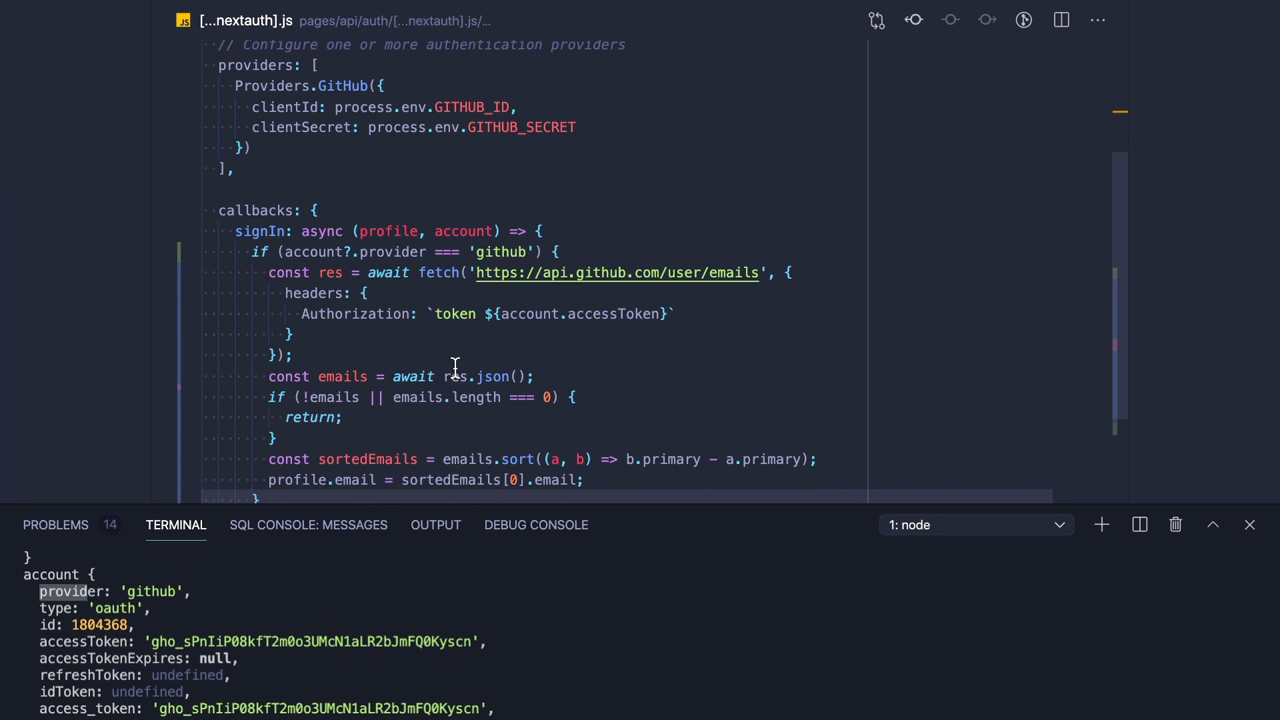 JS [...nextauth].js pages/api/auth/[...nextauth].js/...
// Configure one or more authentication providers
providers: [
Providers.GitHub({
clientId: process.env.GITHUB_ID,
clientSecret: process.env.GITHUB_SECRET
})
],
callbacks: {
signIn: async (profile, account) => {
if (account?.provider === 'github') {
const res = await fetch('https://api.github.com/user/emails', {
headers: {
Authorization: `token ${account.accessToken}`
}
});
const emails = await res.json();
if (!emails || emails.length === 0) {
return;
}
const sortedEmails = emails.sort((a, b) => b.primary - a.primary);
profile.email = sortedEmails[0].email;
}
PROBLEMS 14 TERMINAL SQL CONSOLE: MESSAGES OUTPUT DEBUG CONSOLE 1: node
}
account {
provider: 'github',
type: 'oauth',
id: 1804368,
accessToken: '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',
accessTokenExpires: null,
refreshToken: undefined,
idToken: undefined,
access_token: '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',